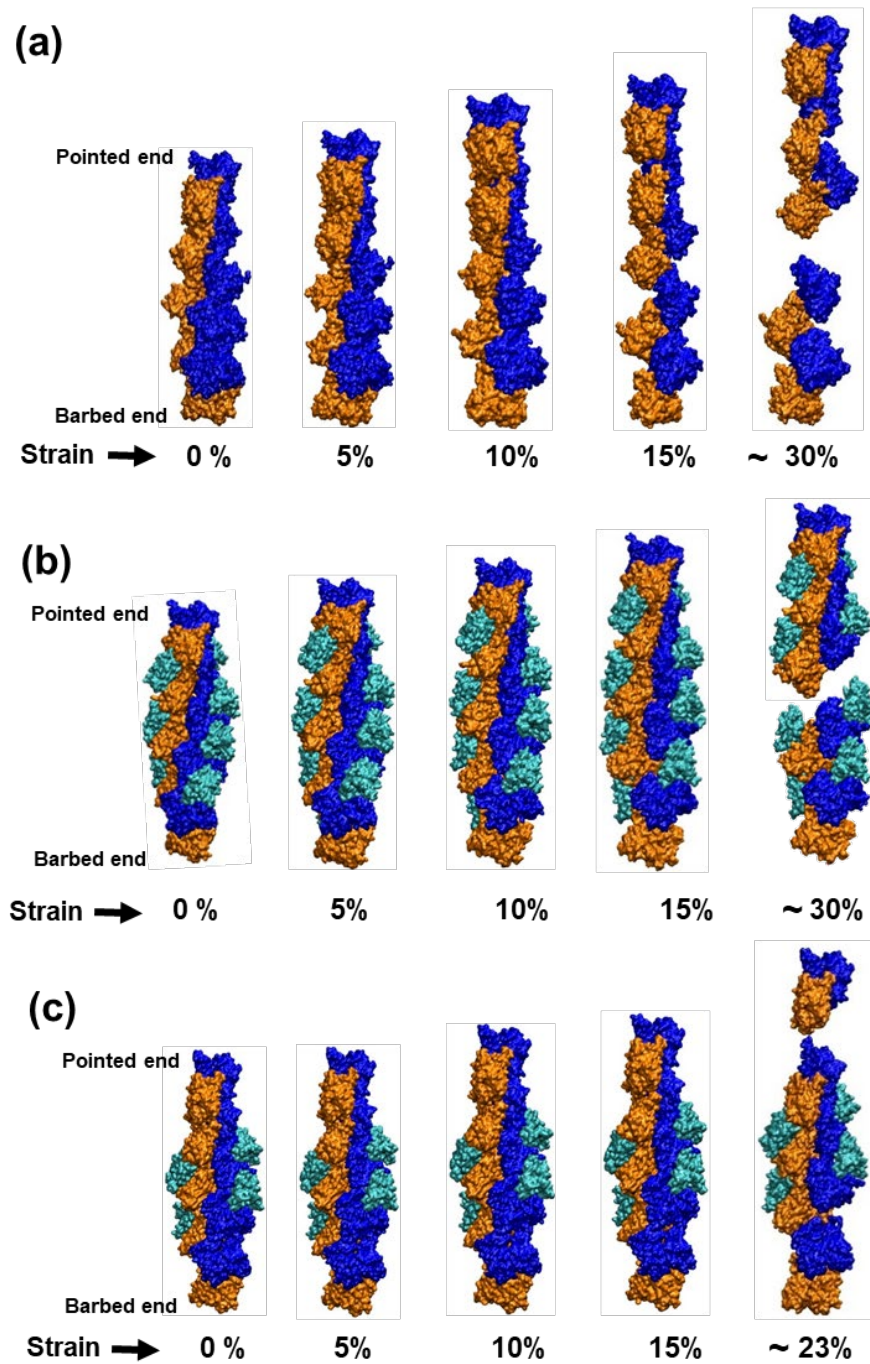 (a)
Pointed end
Barbed end
Strain 0 % 5% 10% 15% ~ 30%
(b)
Pointed end
Barbed end
Strain 0 % 5% 10% 15% ~ 30%
(c)
Pointed end
Barbed end
Strain 0 % 5% 10% 15% ~ 23%